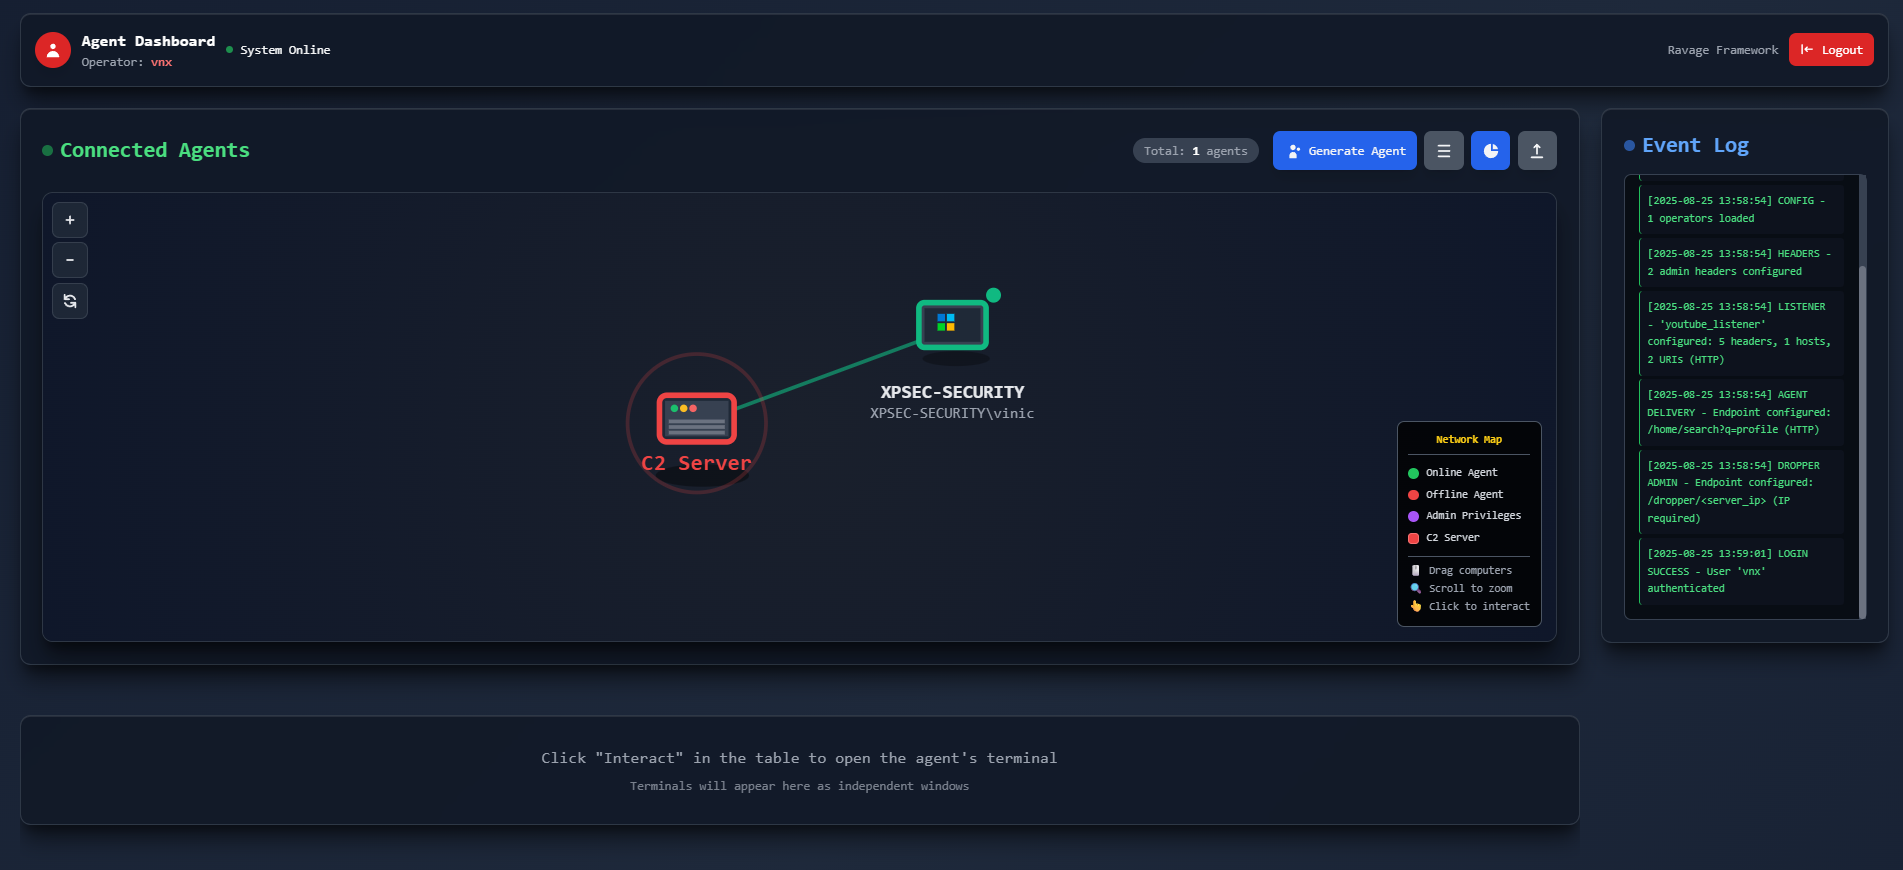 Agent Dashboard
Operator: vnx
System Online
Ravage Framework
Logout
Connected Agents
Total: 1 agents
Generate Agent
+
−
XPSEC-SECURITY
XPSEC-SECURITY\vinic
C2 Server
Network Map
Online Agent
Offline Agent
Admin Privileges
C2 Server
Drag computers
Scroll to zoom
Click to interact
Event Log
[2025-08-25 13:58:54] CONFIG -
1 operators loaded
[2025-08-25 13:58:54] HEADERS -
2 admin headers configured
[2025-08-25 13:58:54] LISTENER
- 'youtube_listener'
configured: 5 headers, 1 hosts,
2 URIs (HTTP)
[2025-08-25 13:58:54] AGENT
DELIVERY - Endpoint configured:
/home/search?q=profile (HTTP)
[2025-08-25 13:58:54] DROPPER
ADMIN - Endpoint configured:
/dropper/<server_ip> (IP
required)
[2025-08-25 13:59:01] LOGIN
SUCCESS - User 'vnx'
authenticated
Click "Interact" in the table to open the agent's terminal
Terminals will appear here as independent windows